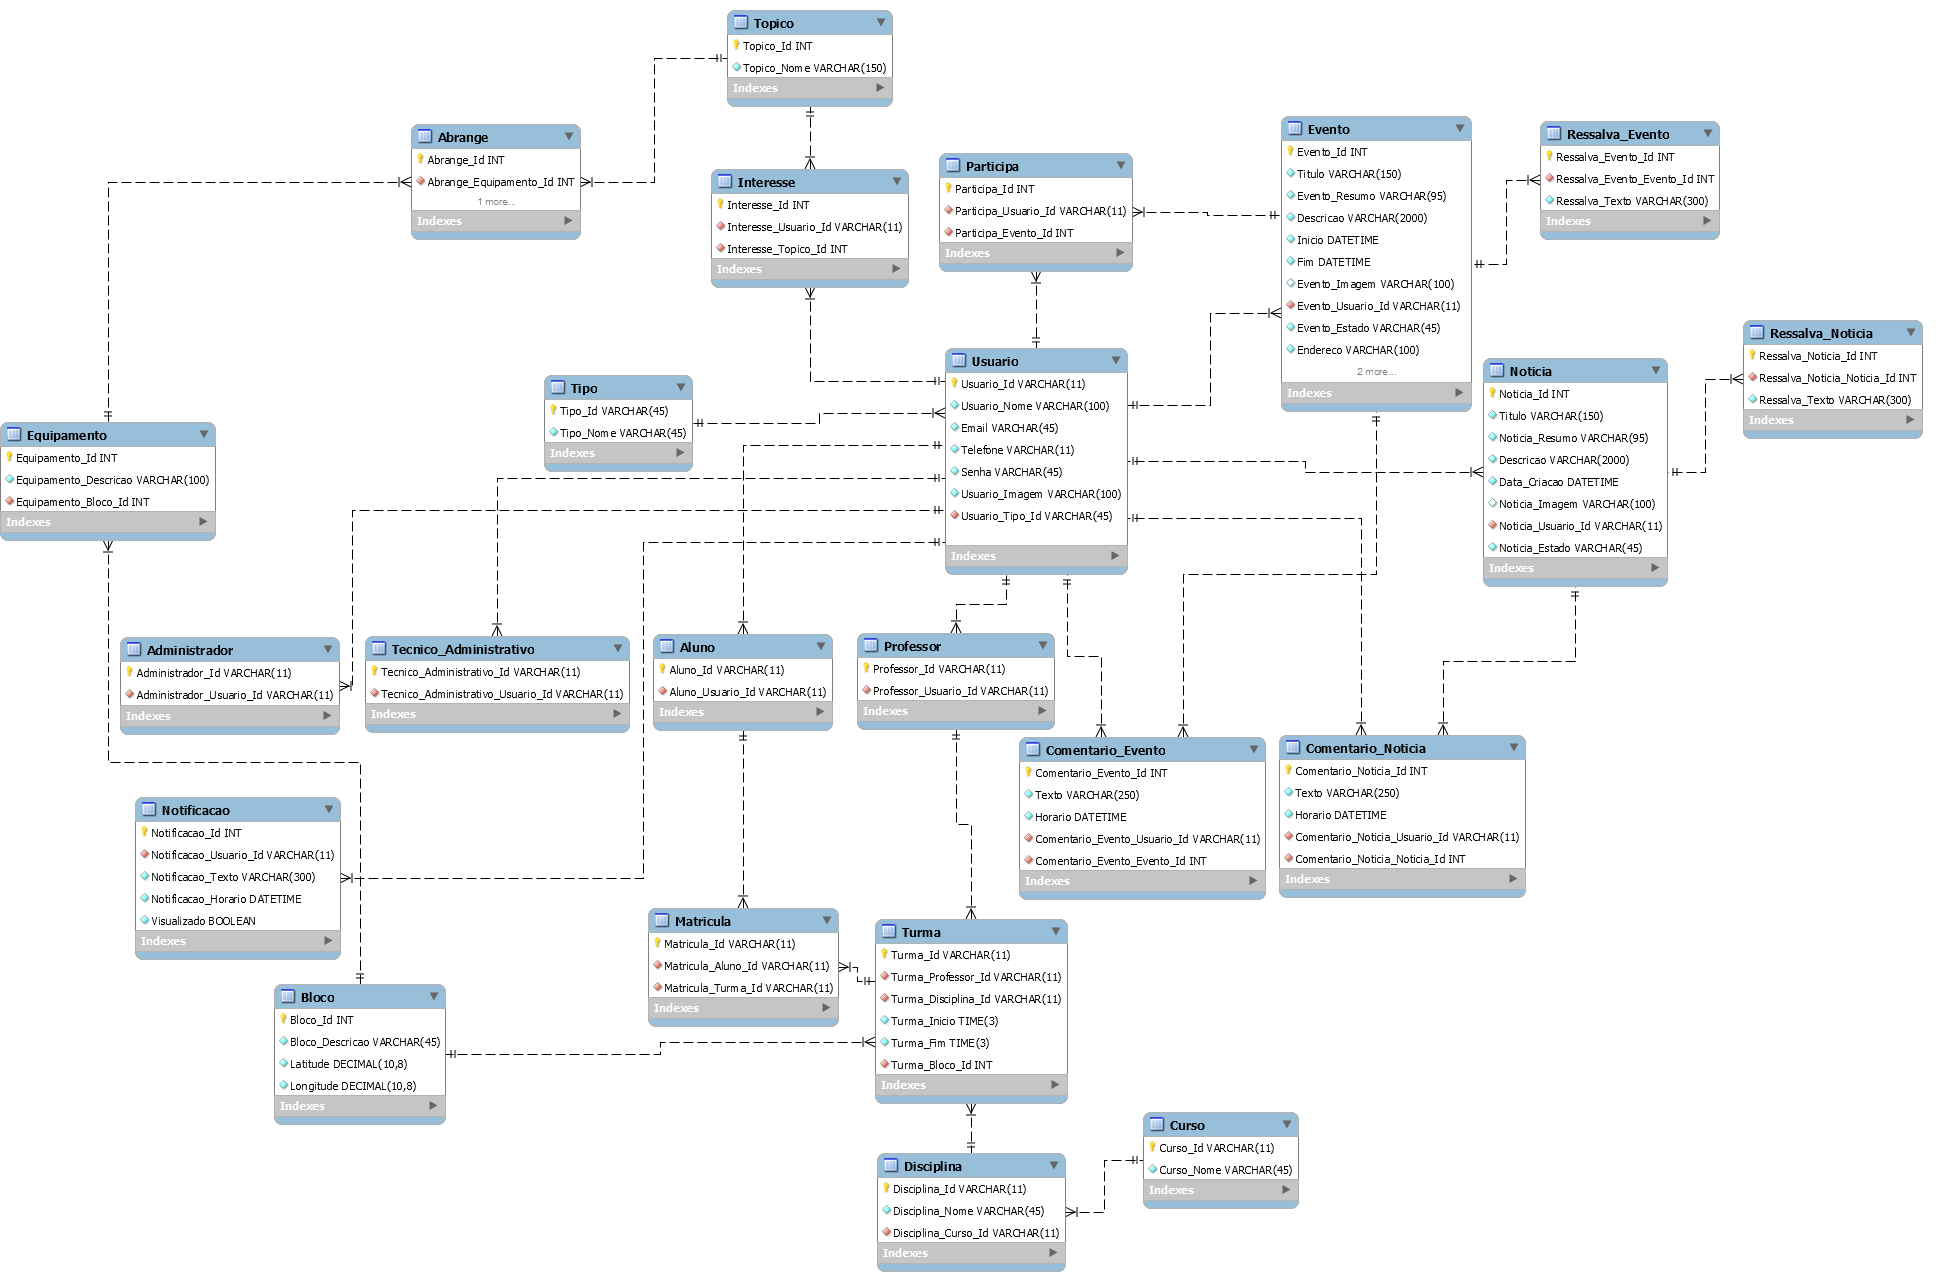 Topico
Topico_Id INT
Topico_Nome VARCHAR(150)
Indexes
Abrange
Abrange_Id INT
Abrange_Equipamento_Id INT
1 more...
Indexes
Interesse
Interesse_Id INT
Interesse_Usuario_Id VARCHAR(11)
Interesse_Topico_Id INT
Indexes
Participa
Participa_Id INT
Participa_Usuario_Id VARCHAR(11)
Participa_Evento_Id INT
Indexes
Evento
Evento_Id INT
Titulo VARCHAR(150)
Evento_Resumo VARCHAR(95)
Descricao VARCHAR(2000)
Inicio DATETIME
Fim DATETIME
Evento_Imagem VARCHAR(100)
Evento_Usuario_Id VARCHAR(11)
Evento_Estado VARCHAR(45)
Endereco VARCHAR(100)
2 more...
Indexes
Ressalva_Evento
Ressalva_Evento_Id INT
Ressalva_Evento_Evento_Id INT
Ressalva_Texto VARCHAR(300)
Indexes
Ressalva_Noticia
Ressalva_Noticia_Id INT
Ressalva_Noticia_Noticia_Id INT
Ressalva_Texto VARCHAR(300)
Indexes
Noticia
Noticia_Id INT
Titulo VARCHAR(150)
Noticia_Resumo VARCHAR(95)
Descricao VARCHAR(2000)
Data_Criacao DATETIME
Noticia_Imagem VARCHAR(100)
Noticia_Usuario_Id VARCHAR(11)
Noticia_Estado VARCHAR(45)
Indexes
Usuario
Usuario_Id VARCHAR(11)
Usuario_Nome VARCHAR(100)
Email VARCHAR(45)
Telefone VARCHAR(11)
Senha VARCHAR(45)
Usuario_Imagem VARCHAR(100)
Usuario_Tipo_Id VARCHAR(45)
Indexes
Tipo
Tipo_Id VARCHAR(45)
Tipo_Nome VARCHAR(45)
Indexes
Equipamento
Equipamento_Id INT
Equipamento_Descricao VARCHAR(100)
Equipamento_Bloco_Id INT
Indexes
Administrador
Administrador_Id VARCHAR(11)
Administrador_Usuario_Id VARCHAR(11)
Indexes
Tecnico_Administrativo
Tecnico_Administrativo_Id VARCHAR(11)
Tecnico_Administrativo_Usuario_Id VARCHAR(11)
Indexes
Aluno
Aluno_Id VARCHAR(11)
Aluno_Usuario_Id VARCHAR(11)
Indexes
Professor
Professor_Id VARCHAR(11)
Professor_Usuario_Id VARCHAR(11)
Indexes
Comentario_Evento
Comentario_Evento_Id INT
Texto VARCHAR(250)
Horario DATETIME
Comentario_Evento_Usuario_Id VARCHAR(11)
Comentario_Evento_Evento_Id INT
Indexes
Comentario_Noticia
Comentario_Noticia_Id INT
Texto VARCHAR(250)
Horario DATETIME
Comentario_Noticia_Usuario_Id VARCHAR(11)
Comentario_Noticia_Noticia_Id INT
Indexes
Notificacao
Notificacao_Id INT
Notificacao_Usuario_Id VARCHAR(11)
Notificacao_Texto VARCHAR(300)
Notificacao_Horario DATETIME
Visualizado BOOLEAN
Indexes
Matricula
Matricula_Id VARCHAR(11)
Matricula_Aluno_Id VARCHAR(11)
Matricula_Turma_Id VARCHAR(11)
Indexes
Turma
Turma_Id VARCHAR(11)
Turma_Professor_Id VARCHAR(11)
Turma_Disciplina_Id VARCHAR(11)
Turma_Inicio TIME(3)
Turma_Fim TIME(3)
Turma_Bloco_Id INT
Indexes
Bloco
Bloco_Id INT
Bloco_Descricao VARCHAR(45)
Latitude DECIMAL(10,8)
Longitude DECIMAL(10,8)
Indexes
Curso
Curso_Id VARCHAR(11)
Curso_Nome VARCHAR(45)
Indexes
Disciplina
Disciplina_Id VARCHAR(11)
Disciplina_Nome VARCHAR(45)
Disciplina_Curso_Id VARCHAR(11)
Indexes